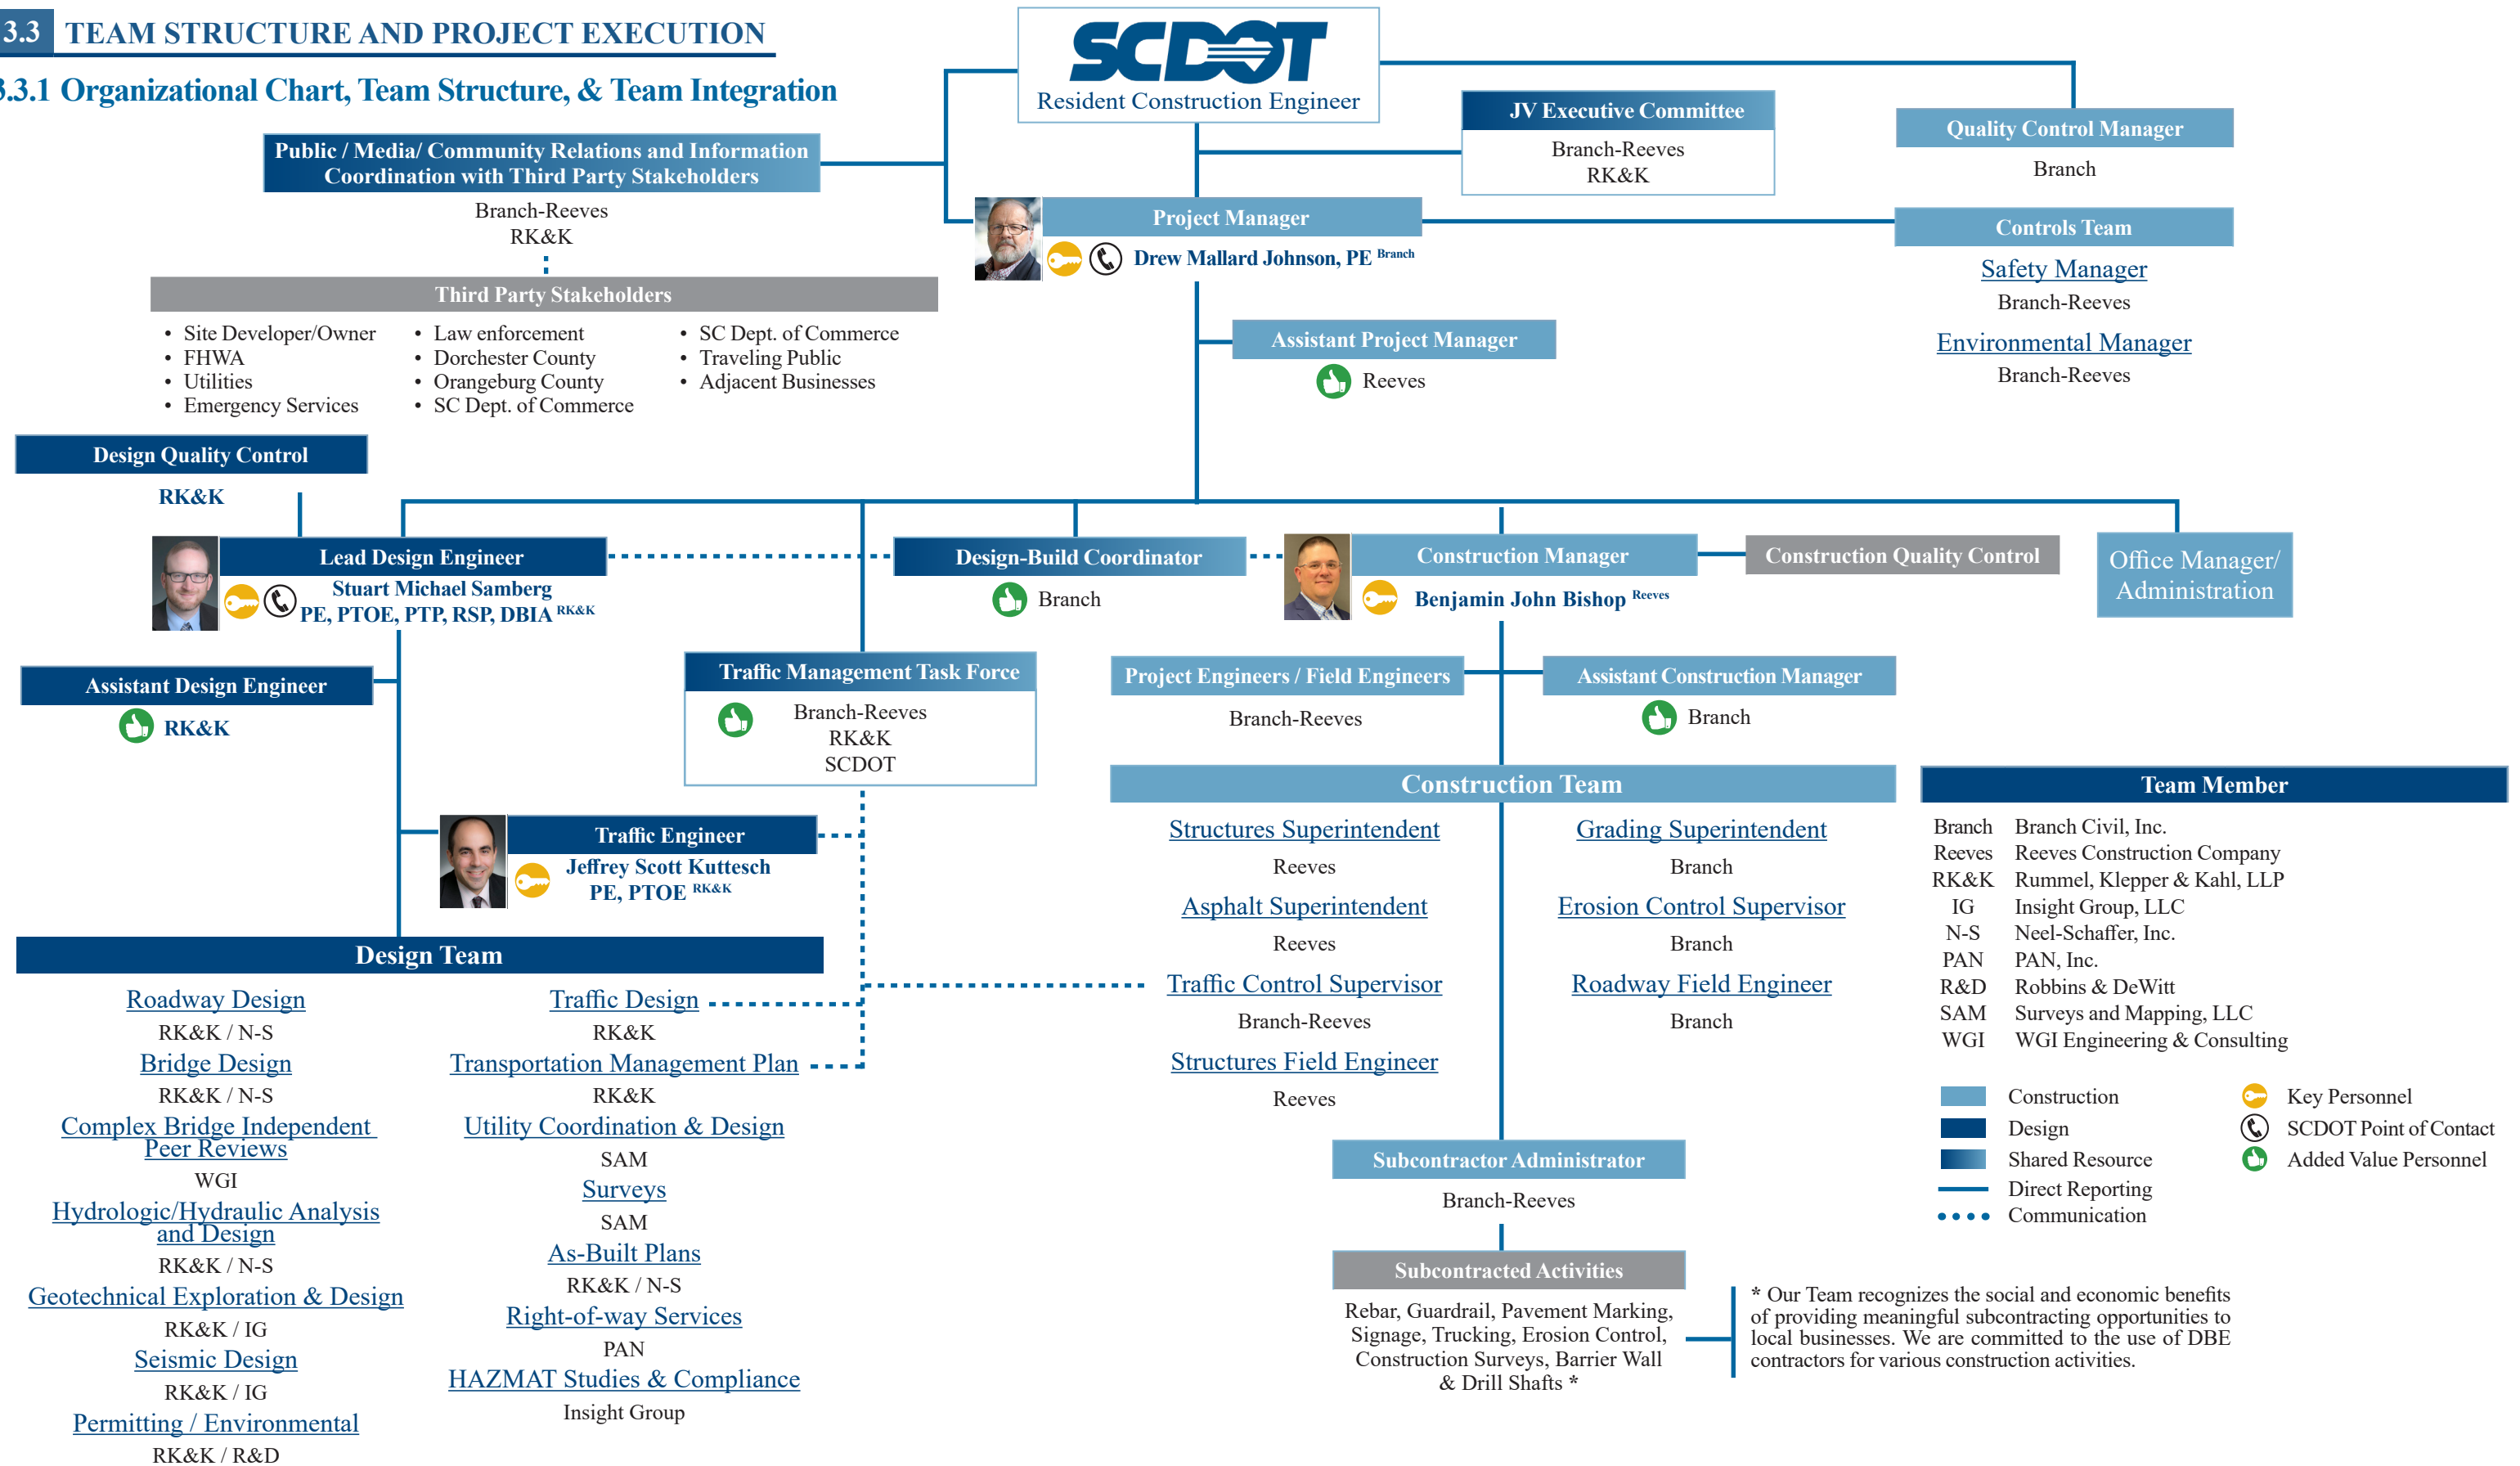 3.3 TEAM STRUCTURE AND PROJECT EXECUTION
3.3.1 Organizational Chart, Team Structure, & Team Integration
SCDOT
Resident Construction Engineer
JV Executive Committee
Branch-Reeves
RK&K
Quality Control Manager
Branch
Public / Media/ Community Relations and Information
Coordination with Third Party Stakeholders
Branch-Reeves
RK&K
Project Manager
Drew Mallard Johnson, PE Branch
Controls Team
Safety Manager
Branch-Reeves
Environmental Manager
Branch-Reeves
Third Party Stakeholders
• Site Developer/Owner
• FHWA
• Utilities
• Emergency Services
• Law enforcement
• Dorchester County
• Orangeburg County
• SC Dept. of Commerce
• SC Dept. of Commerce
• Traveling Public
• Adjacent Businesses
Assistant Project Manager
Reeves
Design Quality Control
RK&K
Lead Design Engineer
Stuart Michael Samberg
PE, PTOE, PTP, RSP, DBIA RK&K
Design-Build Coordinator
Branch
Construction Manager
Benjamin John Bishop Reeves
Construction Quality Control
Office Manager/
Administration
Assistant Design Engineer
RK&K
Traffic Management Task Force
Branch-Reeves
RK&K
SCDOT
Project Engineers / Field Engineers
Branch-Reeves
Assistant Construction Manager
Branch
Traffic Engineer
Jeffrey Scott Kuttesch
PE, PTOE RK&K
Design Team
Roadway Design
RK&K / N-S
Bridge Design
RK&K / N-S
Complex Bridge Independent
Peer Reviews
WGI
Hydrologic/Hydraulic Analysis
and Design
RK&K / N-S
Geotechnical Exploration & Design
RK&K / IG
Seismic Design
RK&K / IG
Permitting / Environmental
RK&K / R&D
Traffic Design
RK&K
Transportation Management Plan
RK&K
Utility Coordination & Design
SAM
Surveys
SAM
As-Built Plans
RK&K / N-S
Right-of-way Services
PAN
HAZMAT Studies & Compliance
Insight Group
Construction Team
Structures Superintendent
Reeves
Asphalt Superintendent
Reeves
Traffic Control Supervisor
Branch-Reeves
Structures Field Engineer
Reeves
Grading Superintendent
Branch
Erosion Control Supervisor
Branch
Roadway Field Engineer
Branch
Subcontractor Administrator
Branch-Reeves
Subcontracted Activities
Rebar, Guardrail, Pavement Marking,
Signage, Trucking, Erosion Control,
Construction Surveys, Barrier Wall
& Drill Shafts *
* Our Team recognizes the social and economic benefits
of providing meaningful subcontracting opportunities to
local businesses. We are committed to the use of DBE
contractors for various construction activities.
Team Member
Branch Branch Civil, Inc.
Reeves Reeves Construction Company
RK&K Rummel, Klepper & Kahl, LLP
IG Insight Group, LLC
N-S Neel-Schaffer, Inc.
PAN PAN, Inc.
R&D Robbins & DeWitt
SAM Surveys and Mapping, LLC
WGI WGI Engineering & Consulting
Construction
Design
Shared Resource
Direct Reporting
Communication
Key Personnel
SCDOT Point of Contact
Added Value Personnel